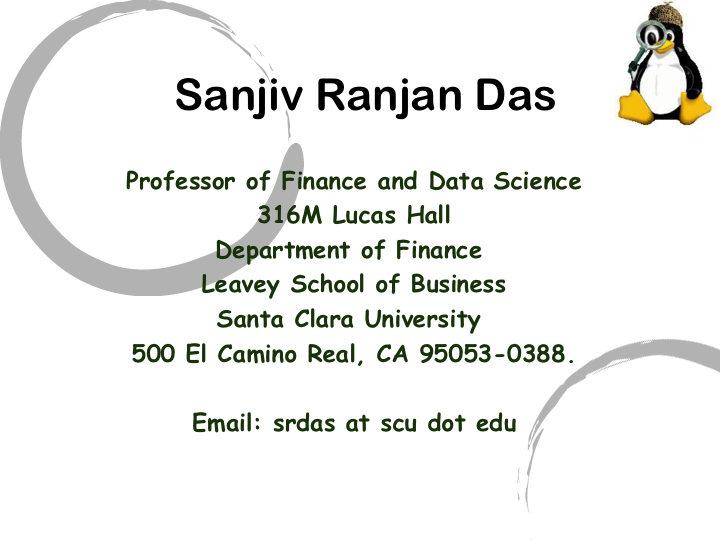 Sanjiv Ranjan Das
Professor of Finance and Data Science
316M Lucas Hall
Department of Finance
Leavey School of Business
Santa Clara University
500 El Camino Real, CA 95053-0388.
Email: srdas at scu dot edu